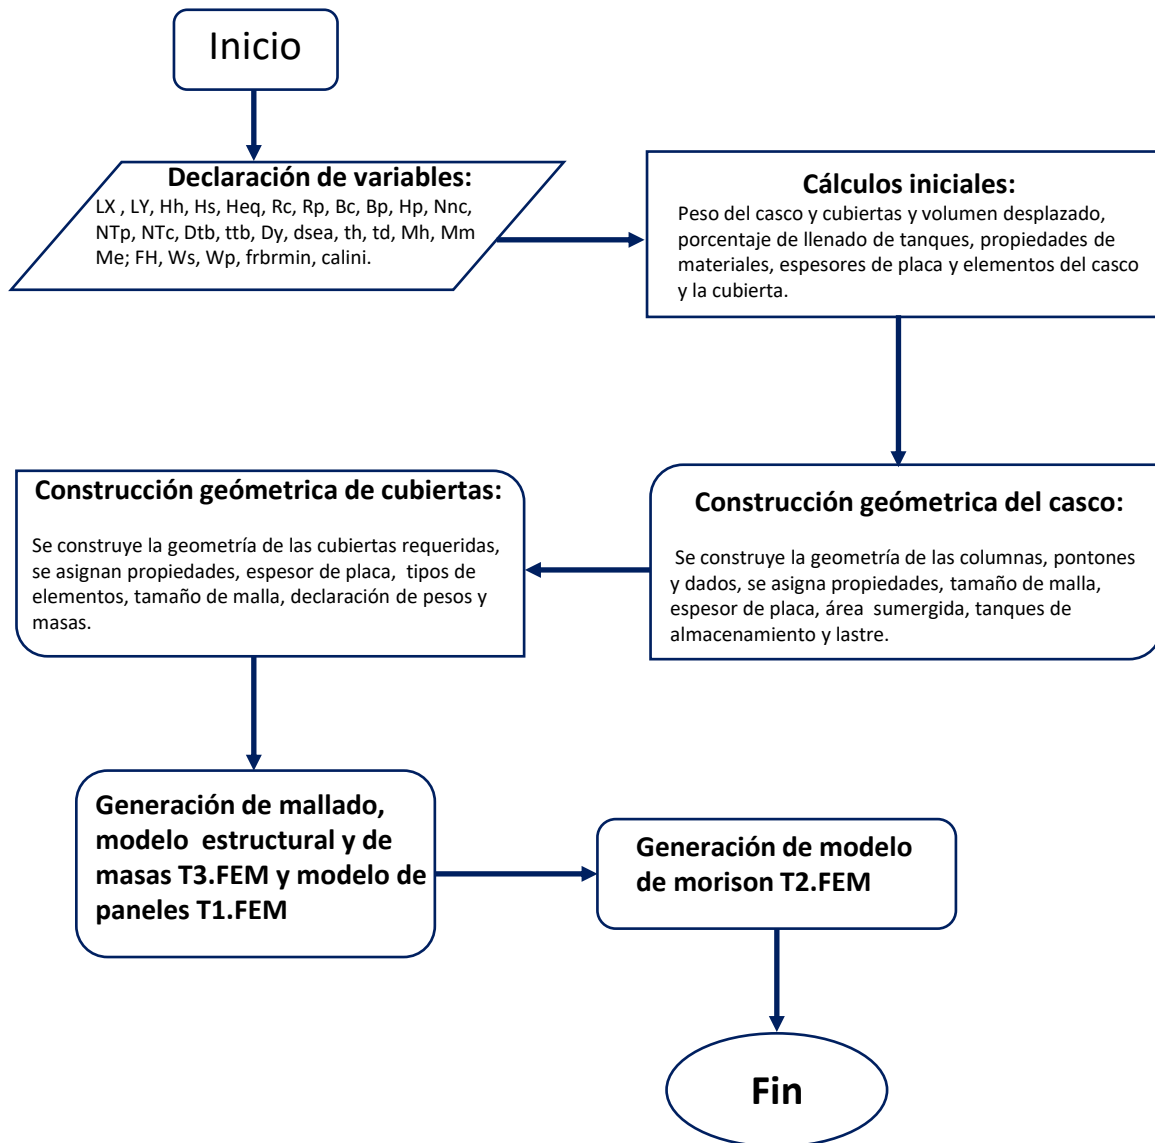 Inicio
Declaración de variables:
LX , LY, Hh, Hs, Heq, Rc, Rp, Bc, Bp, Hp, Nnc,
NTp, NTc, Dtb, ttb, Dy, dsea, th, td, Mh, Mm
Me; FH, Ws, Wp, frbrmin, calini.
Cálculos iniciales:
Peso del casco y cubiertas y volumen desplazado,
porcentaje de llenado de tanques, propiedades de
materiales, espesores de placa y elementos del casco
y la cubierta.
Construcción geómetrica del casco:
Se construye la geometría de las columnas, pontones
y dados, se asigna propiedades, tamaño de malla,
espesor de placa, área sumergida, tanques de
almacenamiento y lastre.
Construcción geómetrica de cubiertas:
Se construye la geometría de las cubiertas requeridas,
se asignan propiedades, espesor de placa, tipos de
elementos, tamaño de malla, declaración de pesos y
masas.
Generación de mallado,
modelo estructural y de
masas T3.FEM y modelo de
paneles T1.FEM
Generación de modelo
de morison T2.FEM
Fin